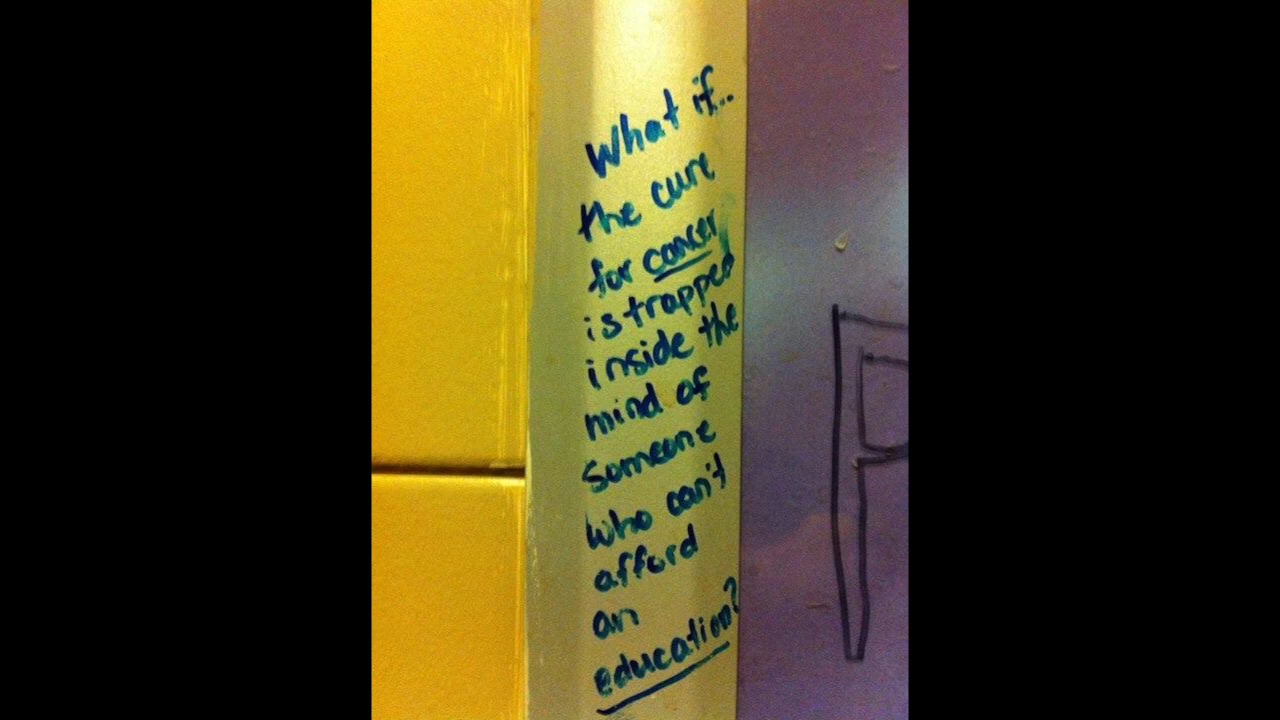 What if...
the cure
for cancer
is trapped
inside the
mind of
someone
who can't
afford
an
education?
P